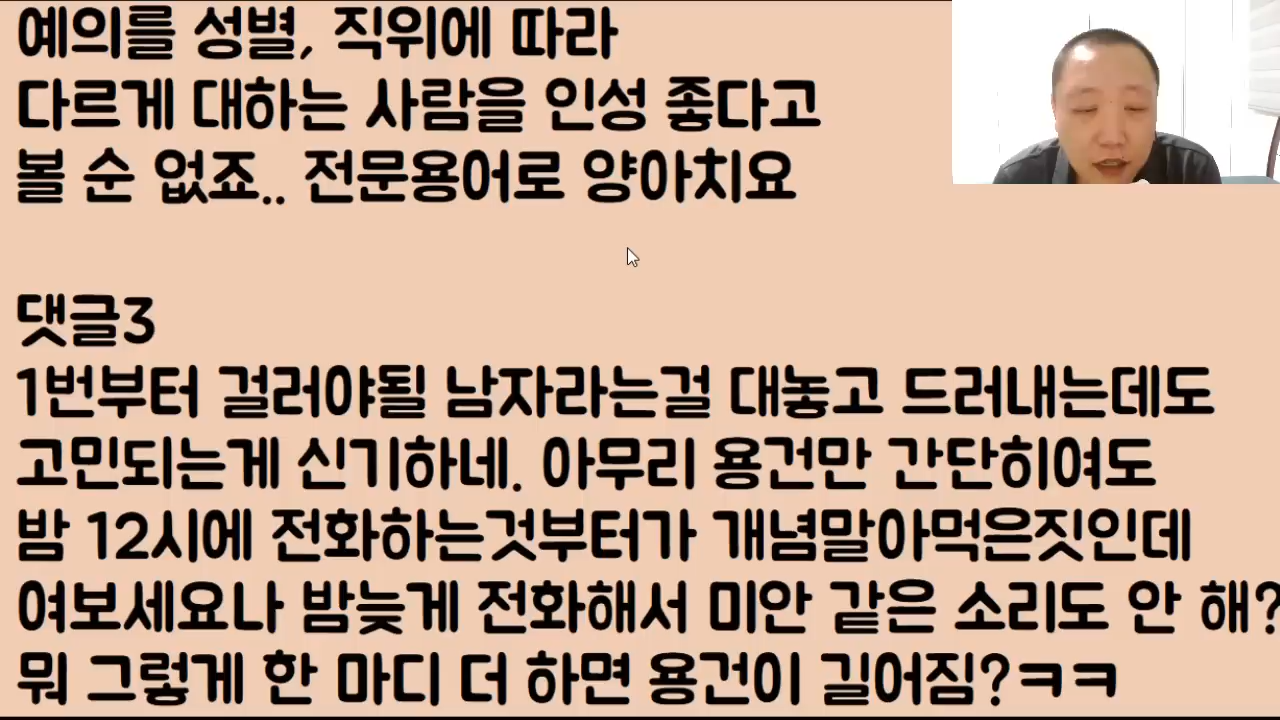 예의를 성별, 직위에 따라
다르게 대하는 사람을 인성 좋다고
볼 순 없죠.. 전문용어로 양아치요
댓글3
1번부터 걸러야될 남자라는걸 대놓고 드러내는데도
고민되는게 신기하네. 아무리 용건만 간단히여도
밤 12시에 전화하는것부터가 개념말아먹은짓인데
여보세요나 밤늦게 전화해서 미안 같은 소리도 안 해?
뭐 그렇게 한 마디 더 하면 용건이 길어짐?ㅋㅋ